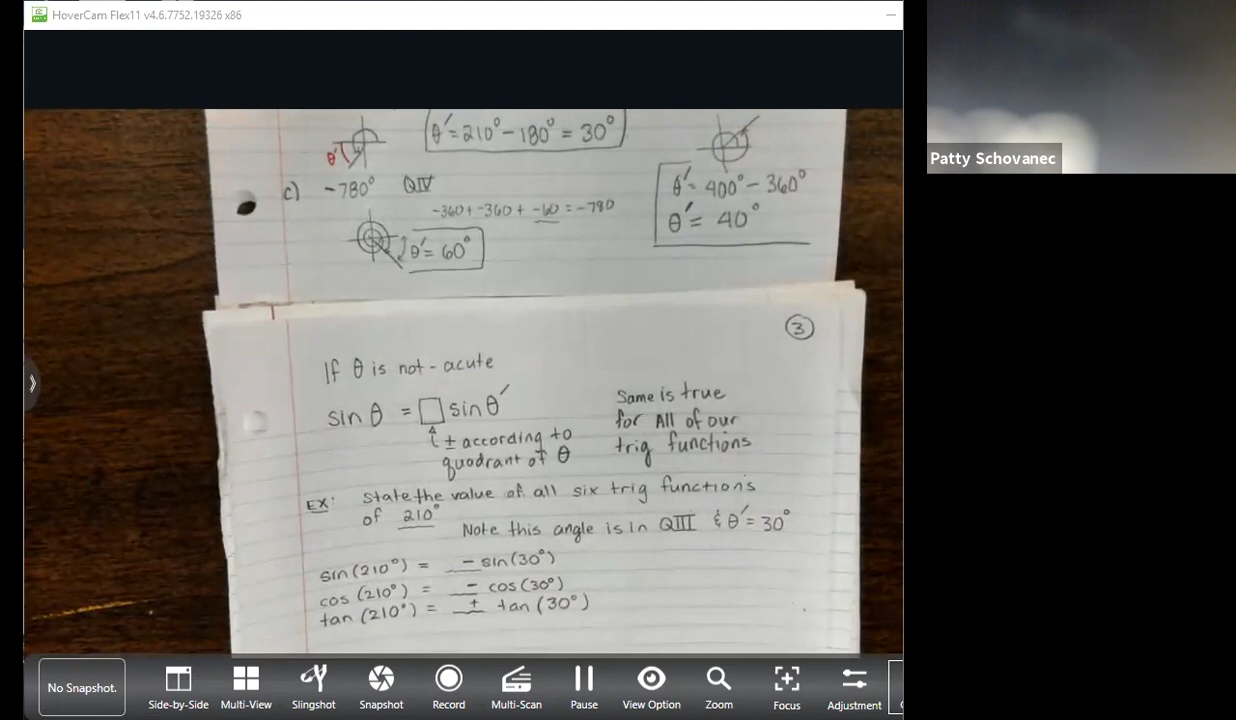 HoverCam Flex11 v4.6.7752.19326 x86
θ' = 210° - 180° = 30°
θ'
c) -780° QIV
-360 + -360 + -60 = -780
θ' = 60°
θ' = 400° - 360°
θ' = 40°
3
If θ is not-acute
sin θ = □ sin θ'
± according to
quadrant of θ
Same is true
for All of our
trig functions
EX: State the value of all six trig functions
of 210°
Note this angle is in QIII & θ' = 30°
sin(210°) = - sin(30°)
cos(210°) = - cos(30°)
tan(210°) = + tan(30°)
No Snapshot.
Side-by-Side
Multi-View
Slingshot
Snapshot
Record
Multi-Scan
Pause
View Option
Zoom
Focus
Adjustment
Patty Schovanec